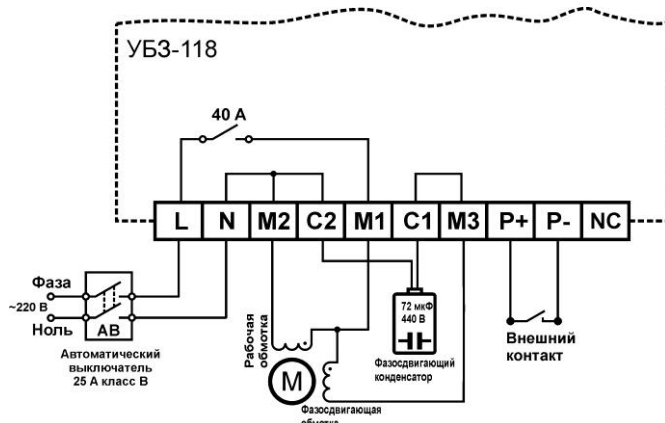 УБЗ-118
40 А
L N M2 C2 M1 C1 M3 P+ P- NC
Фаза
~220 В
Ноль
АВ
Автоматический
выключатель
25 А класс В
Рабочая
обмотка
М
72 мкФ
440 В
Фазосдвигающий
конденсатор
Фазосдвигающая
обмотка
Внешний
контакт